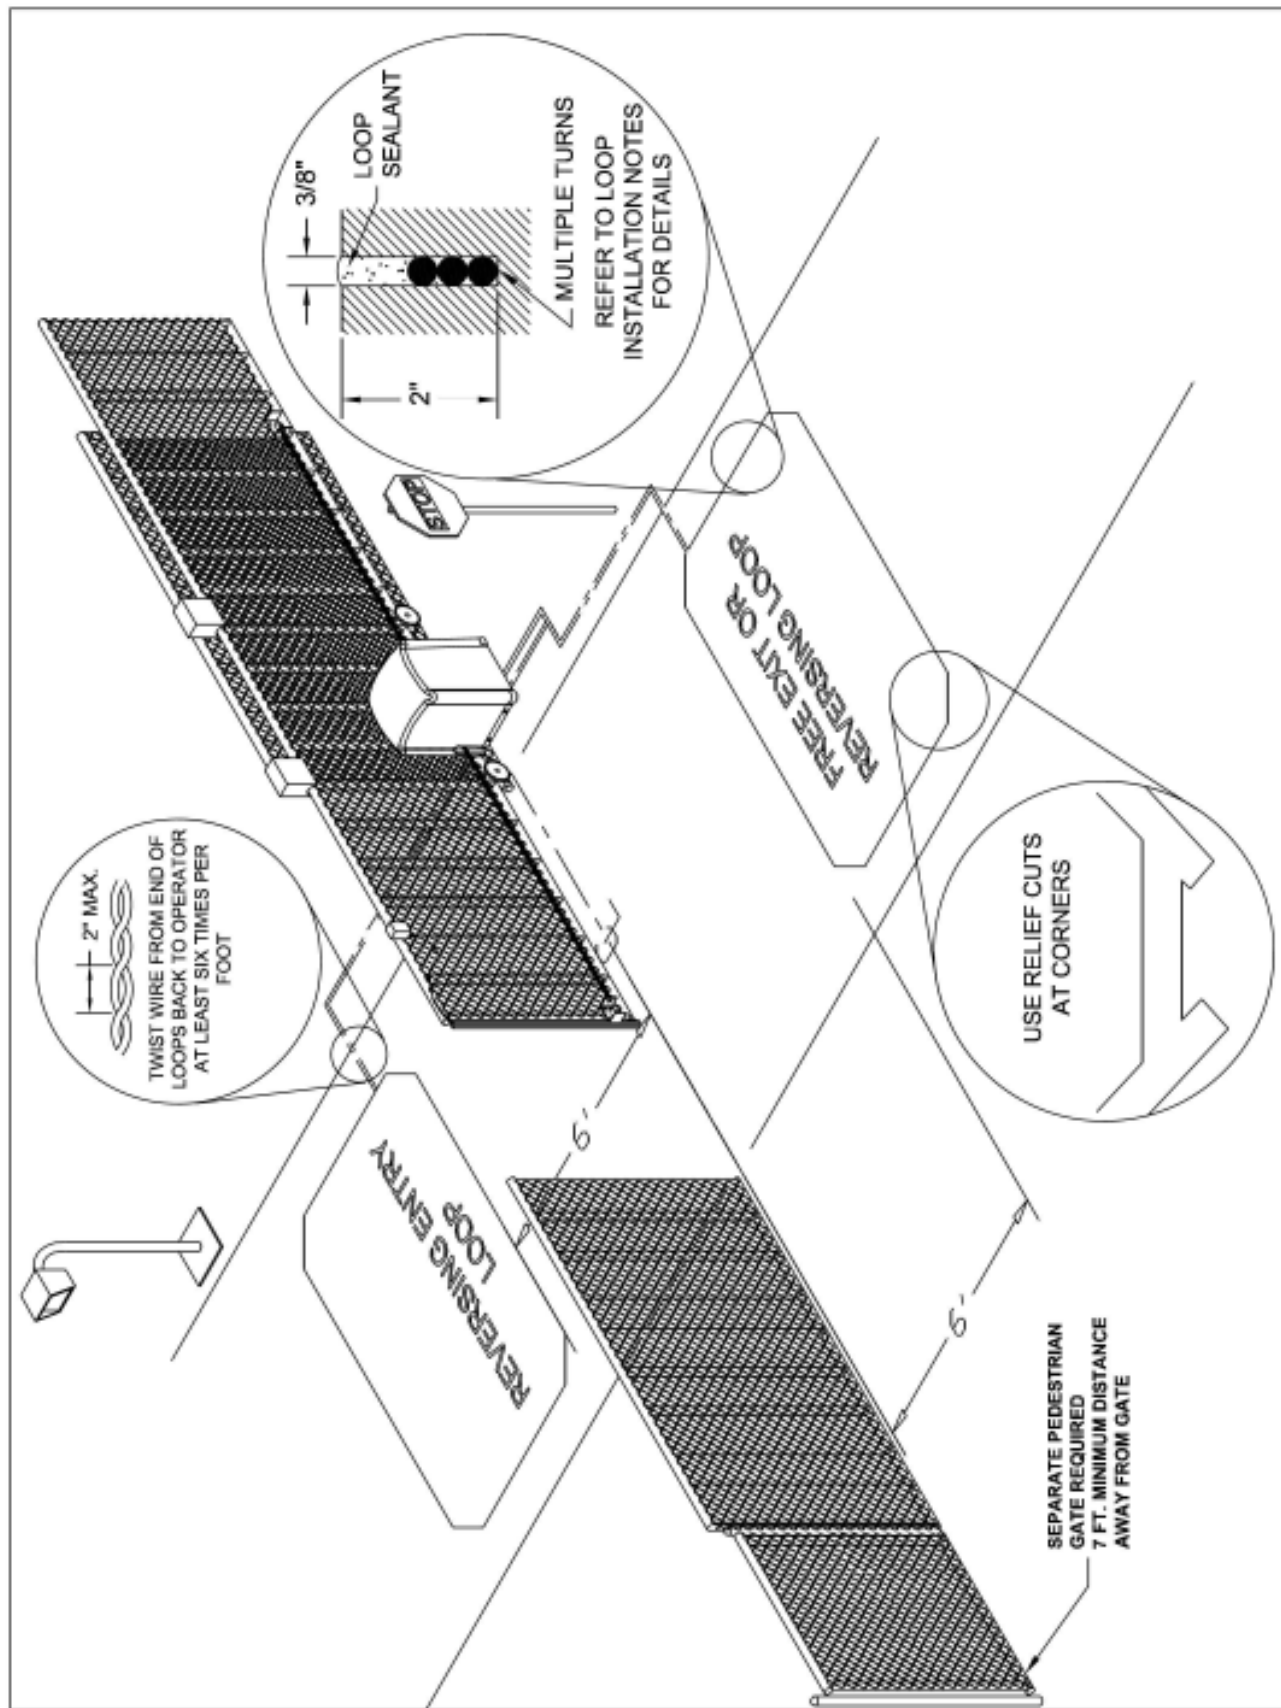 3/8"
LOOP
SEALANT
2"
MULTIPLE TURNS
REFER TO LOOP
INSTALLATION NOTES
FOR DETAILS
STOP
2" MAX.
TWIST WIRE FROM END OF
LOOPS BACK TO OPERATOR
AT LEAST SIX TIMES PER
FOOT
FREE EXIT OR
REVERSING LOOP
REVERSING ENTRY
LOOP
6'
6'
USE RELIEF CUTS
AT CORNERS
SEPARATE PEDESTRIAN
GATE REQUIRED
7 FT. MINIMUM DISTANCE
AWAY FROM GATE